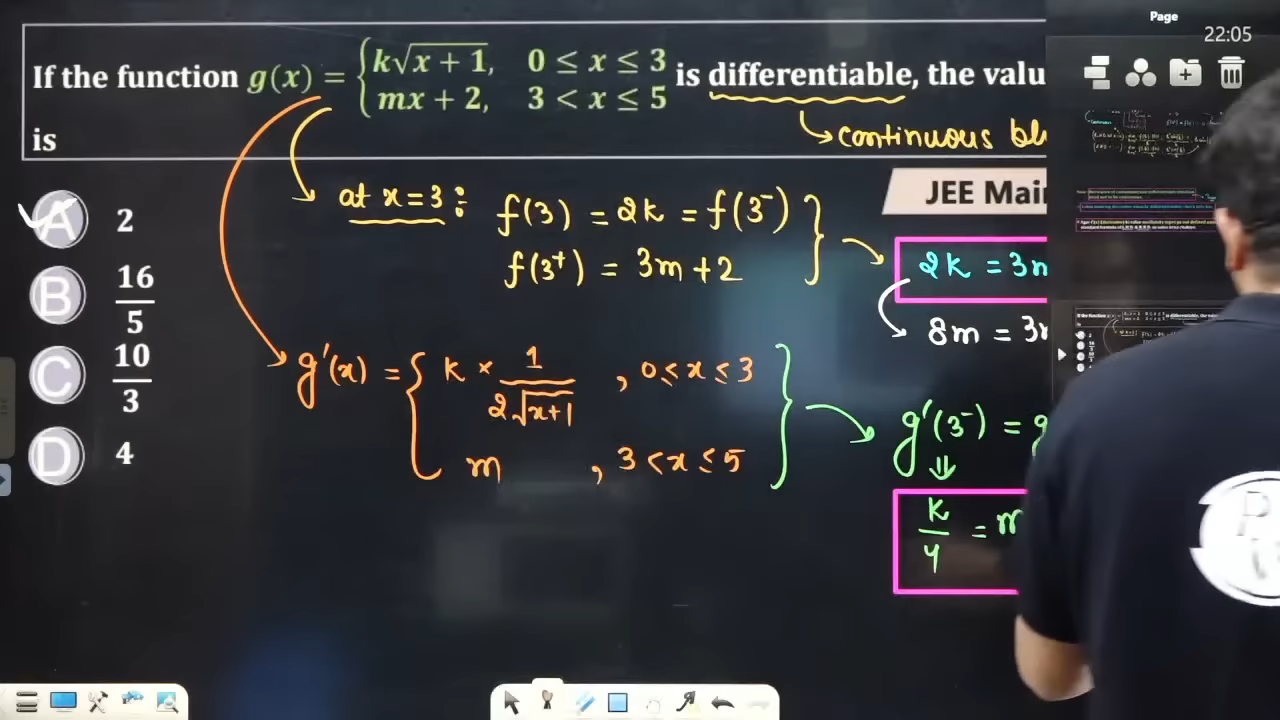 Page
22:05
If the function g(x) = { k√x + 1, 0 ≤ x ≤ 3
mx + 2, 3 < x ≤ 5 is differentiable, the valu
is
continuous
JEE Mai
A 2
B 16/5
C 10/3
D 4
at x=3:
f(3) = 2k = f(3⁻)
f(3⁺) = 3m+2
2k = 3m
8m = 3
g'(x) = { k × 1/2√x+1 , 0 ≤ x ≤ 3
m , 3 < x ≤ 5
g'(3⁻) = g
k/4 = m